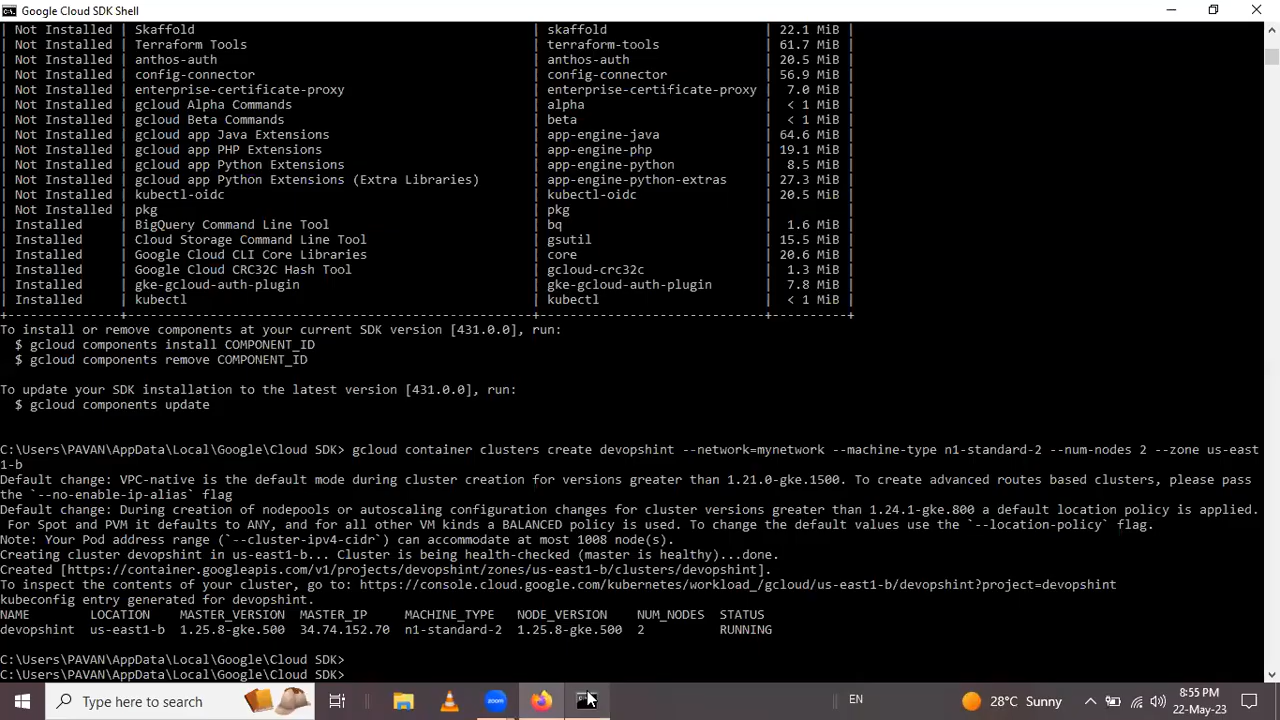 Google Cloud SDK Shell
| Not Installed | Skaffold | skaffold | 22.1 MiB |
| Not Installed | Terraform Tools | terraform-tools | 61.7 MiB |
| Not Installed | anthos-auth | anthos-auth | 20.5 MiB |
| Not Installed | config-connector | config-connector | 56.9 MiB |
| Not Installed | enterprise-certificate-proxy | enterprise-certificate-proxy | 7.0 MiB |
| Not Installed | gcloud Alpha Commands | alpha | < 1 MiB |
| Not Installed | gcloud Beta Commands | beta | < 1 MiB |
| Not Installed | gcloud app Java Extensions | app-engine-java | 64.6 MiB |
| Not Installed | gcloud app PHP Extensions | app-engine-php | 19.1 MiB |
| Not Installed | gcloud app Python Extensions | app-engine-python | 8.5 MiB |
| Not Installed | gcloud app Python Extensions (Extra Libraries) | app-engine-python-extras | 27.3 MiB |
| Not Installed | kubectl-oidc | kubectl-oidc | 20.5 MiB |
| Not Installed | pkg | pkg | |
| Installed | BigQuery Command Line Tool | bq | 1.6 MiB |
| Installed | Cloud Storage Command Line Tool | gsutil | 15.5 MiB |
| Installed | Google Cloud CLI Core Libraries | core | 20.6 MiB |
| Installed | Google Cloud CRC32C Hash Tool | gcloud-crc32c | 1.3 MiB |
| Installed | gke-gcloud-auth-plugin | gke-gcloud-auth-plugin | 7.8 MiB |
| Installed | kubectl | kubectl | < 1 MiB |
To install or remove components at your current SDK version [431.0.0], run:
$ gcloud components install COMPONENT_ID
$ gcloud components remove COMPONENT_ID
To update your SDK installation to the latest version [431.0.0], run:
$ gcloud components update
C:\Users\PAVAN\AppData\Local\Google\Cloud SDK> gcloud container clusters create devopshint --network=mynetwork --machine-type n1-standard-2 --num-nodes 2 --zone us-east
1-b
Default change: VPC-native is the default mode during cluster creation for versions greater than 1.21.0-gke.1500. To create advanced routes based clusters, please pass
the `--no-enable-ip-alias` flag
Default change: During creation of nodepools or autoscaling configuration changes for cluster versions greater than 1.24.1-gke.800 a default location policy is applied.
For Spot and PVM it defaults to ANY, and for all other VM kinds a BALANCED policy is used. To change the default values use the `--location-policy` flag.
Note: Your Pod address range (`--cluster-ipv4-cidr`) can accommodate at most 1008 node(s).
Creating cluster devopshint in us-east1-b... Cluster is being health-checked (master is healthy)...done.
Created [https://container.googleapis.com/v1/projects/devopshint/zones/us-east1-b/clusters/devopshint].
To inspect the contents of your cluster, go to: https://console.cloud.google.com/kubernetes/workload_/gcloud/us-east1-b/devopshint?project=devopshint
kubeconfig entry generated for devopshint.
NAME LOCATION MASTER_VERSION MASTER_IP MACHINE_TYPE NODE_VERSION NUM_NODES STATUS
devopshint us-east1-b 1.25.8-gke.500 34.74.152.70 n1-standard-2 1.25.8-gke.500 2 RUNNING
C:\Users\PAVAN\AppData\Local\Google\Cloud SDK>
C:\Users\PAVAN\AppData\Local\Google\Cloud SDK>
Type here to search
zoom
EN
28°C Sunny
8:55 PM
22-May-23